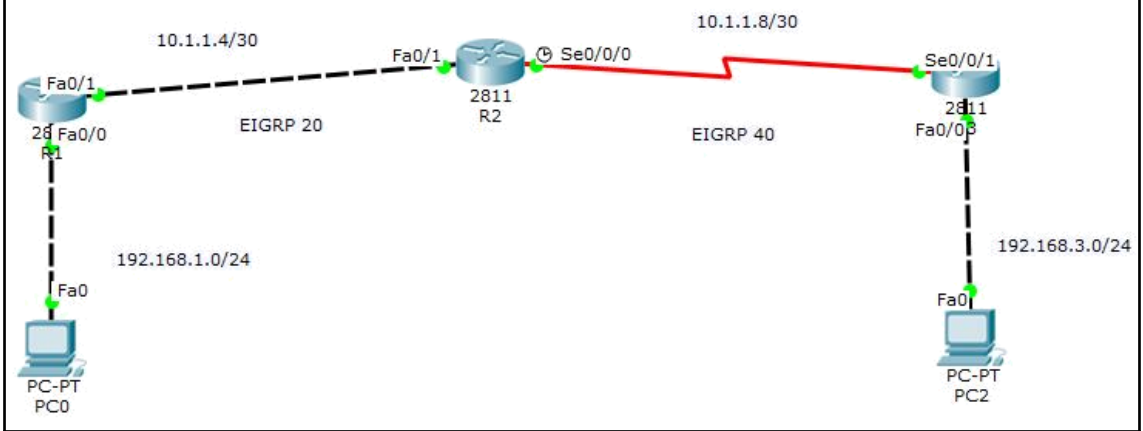 10.1.1.4/30
10.1.1.8/30
Fa0/1
Se0/0/0
Se0/0/1
Fa0/1
2811
R2
2811
Fa0/0
EIGRP 20
EIGRP 40
Fa0/0
R1
192.168.1.0/24
192.168.3.0/24
Fa0
Fa0
PC-PT
PC0
PC-PT
PC2